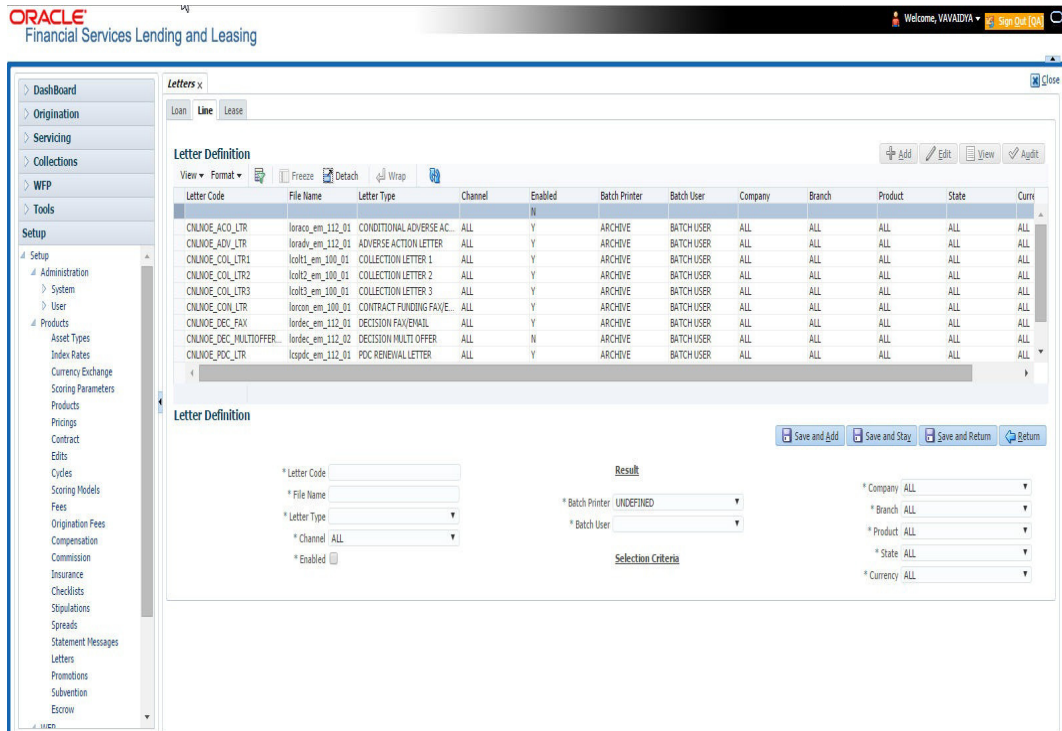 ORACLE'
Financial Services Lending and Leasing
Welcome, VAVAIDYA
Sign Out [QA]
DashBoard
Origination
Servicing
Collections
WFP
Tools
Setup
Setup
Administration
System
User
Products
Asset Types
Index Rates
Currency Exchange
Scoring Parameters
Products
Pricings
Contract
Edits
Cycles
Scoring Models
Fees
Origination Fees
Compensation
Commission
Insurance
Checklists
Stipulations
Spreads
Statement Messages
Letters
Promotions
Subvention
Escrow
WFP
Letters x
Close
Loan Line Lease
Letter Definition
Add Edit View Audit
View Format Freeze Detach Wrap
Letter Code File Name Letter Type Channel Enabled Batch Printer Batch User Company Branch Product State Curre
N
CNLNOE_ACO_LTR loraco_em_112_01 CONDITIONAL ADVERSE AC... ALL Y ARCHIVE BATCH USER ALL ALL ALL ALL ALL
CNLNOE_ADV_LTR loradv_em_112_01 ADVERSE ACTION LETTER ALL Y ARCHIVE BATCH USER ALL ALL ALL ALL ALL
CNLNOE_COL_LTR1 lcolt1_em_100_01 COLLECTION LETTER 1 ALL Y ARCHIVE BATCH USER ALL ALL ALL ALL ALL
CNLNOE_COL_LTR2 lcolt2_em_100_01 COLLECTION LETTER 2 ALL Y ARCHIVE BATCH USER ALL ALL ALL ALL ALL
CNLNOE_COL_LTR3 lcolt3_em_100_01 COLLECTION LETTER 3 ALL Y ARCHIVE BATCH USER ALL ALL ALL ALL ALL
CNLNOE_CON_LTR lorcon_em_100_01 CONTRACT FUNDING FAX/E... ALL Y ARCHIVE BATCH USER ALL ALL ALL ALL ALL
CNLNOE_DEC_FAX lordec_em_112_01 DECISION FAX/EMAIL ALL Y ARCHIVE BATCH USER ALL ALL ALL ALL ALL
CNLNOE_DEC_MULTIOFFER... lordec_em_112_02 DECISION MULTI OFFER ALL N ARCHIVE BATCH USER ALL ALL ALL ALL ALL
CNLNOE_PDC_LTR lcspdc_em_112_01 PDC RENEWAL LETTER ALL Y ARCHIVE BATCH USER ALL ALL ALL ALL ALL
Letter Definition
Save and Add Save and Stay Save and Return Return
* Letter Code
* File Name
* Letter Type
* Channel ALL
* Enabled
Result
* Batch Printer UNDEFINED
* Batch User
Selection Criteria
* Company ALL
* Branch ALL
* Product ALL
* State ALL
* Currency ALL